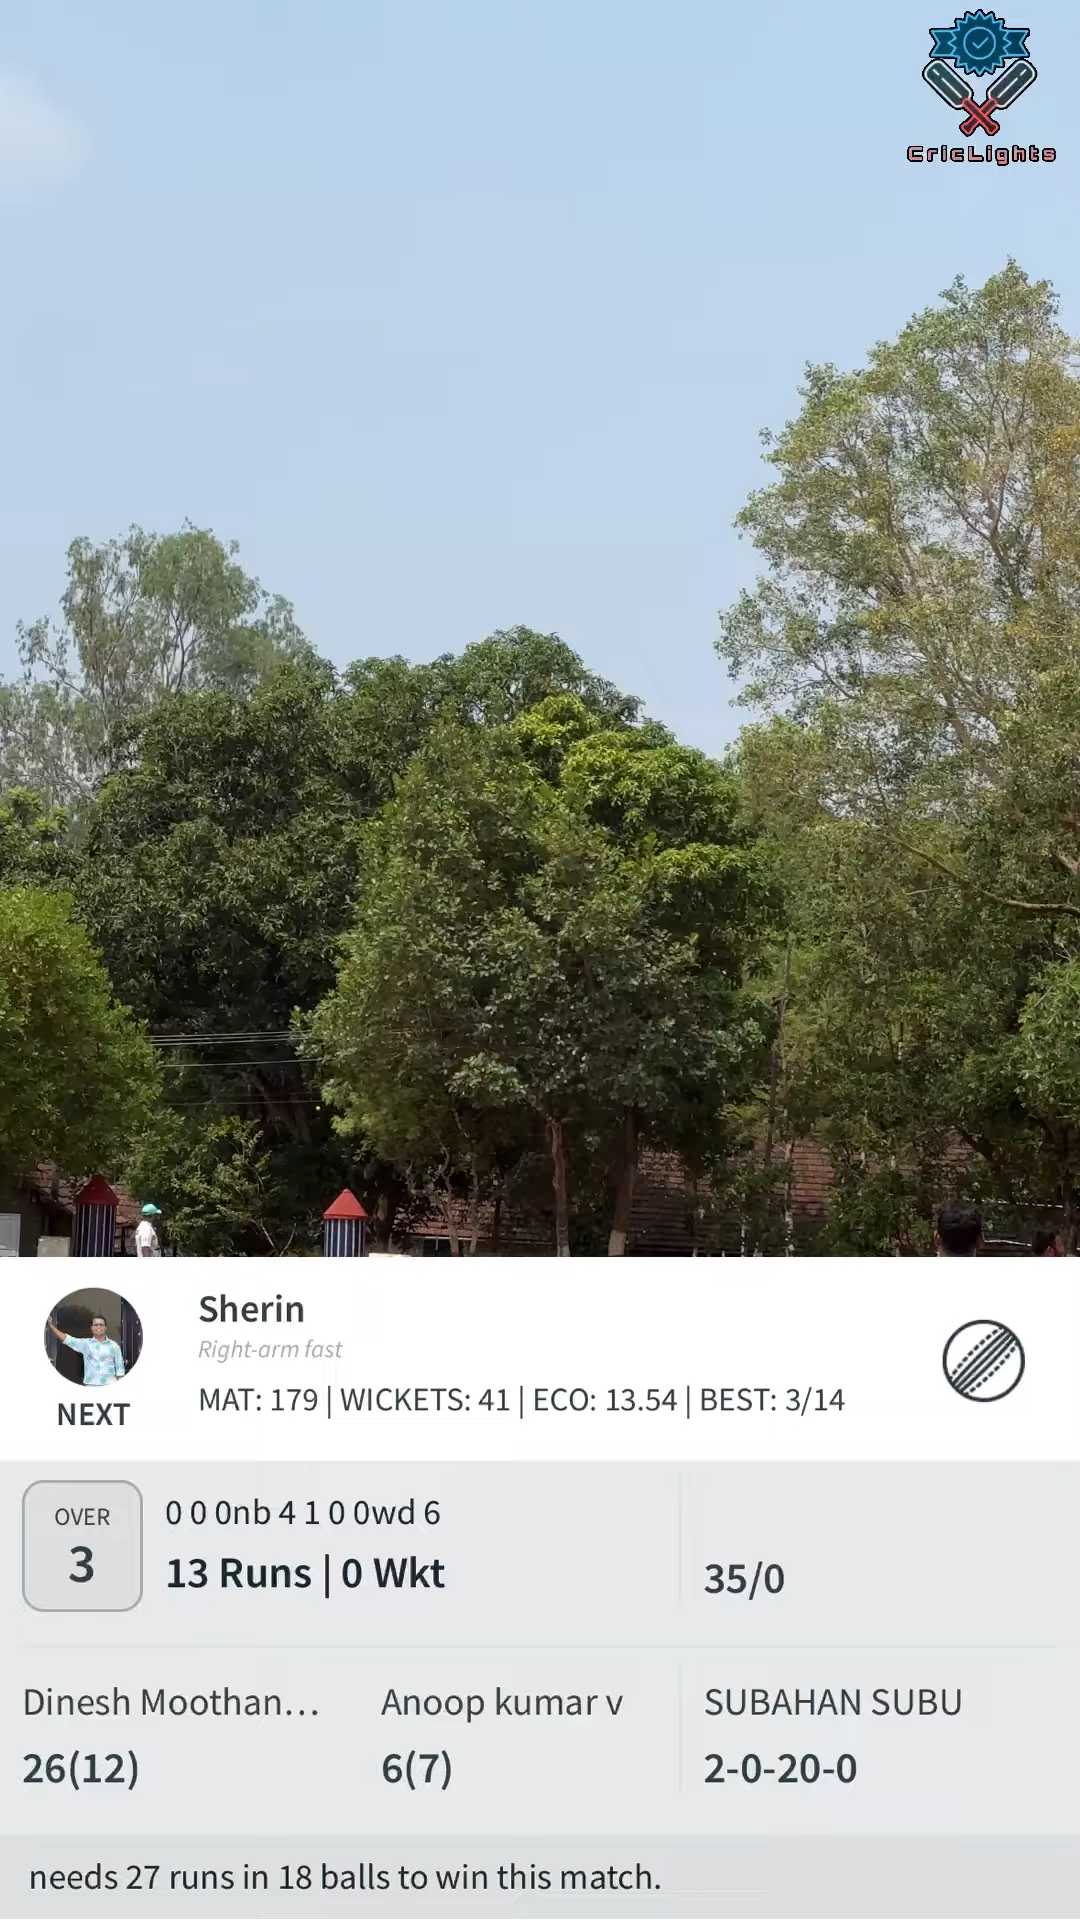 CricLights
Sherin
Right-arm fast
NEXT
MAT: 179 | WICKETS: 41 | ECO: 13.54 | BEST: 3/14
OVER
3
0 0 0nb 4 1 0 0wd 6
13 Runs | 0 Wkt
35/0
Dinesh Moothan... Anoop kumar v SUBAHAN SUBU
26(12) 6(7) 2-0-20-0
needs 27 runs in 18 balls to win this match.